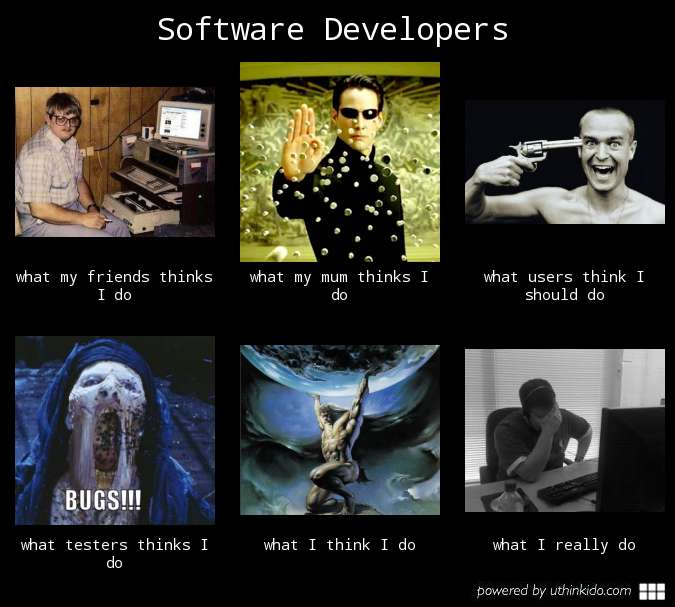 Software Developers
what my friends thinks
I do
what my mum thinks I
do
what users think I
should do
BUGS!!!
what testers thinks I
do
what I think I do
what I really do
powered by uthinkido.com